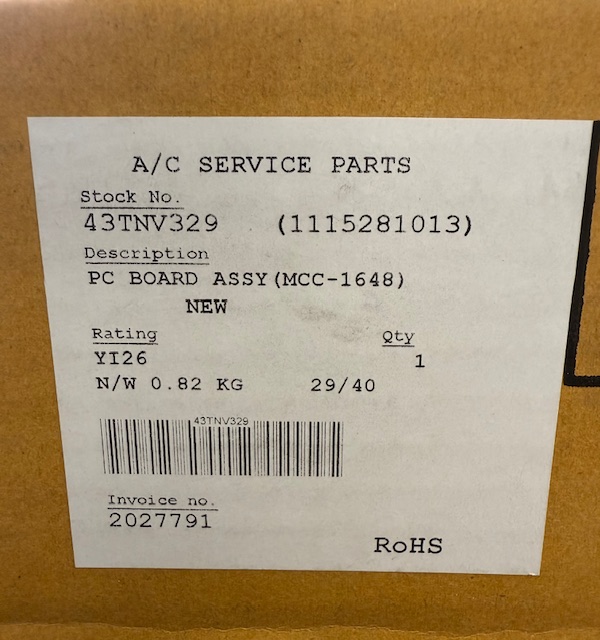 A/C SERVICE PARTS
Stock No.
43TNV329 (1115281013)
Description
PC BOARD ASSY(MCC-1648)
NEW
Rating Qty
YI26 1
N/W 0.82 KG 29/40
43TNV329
Invoice no.
2027791
RoHS